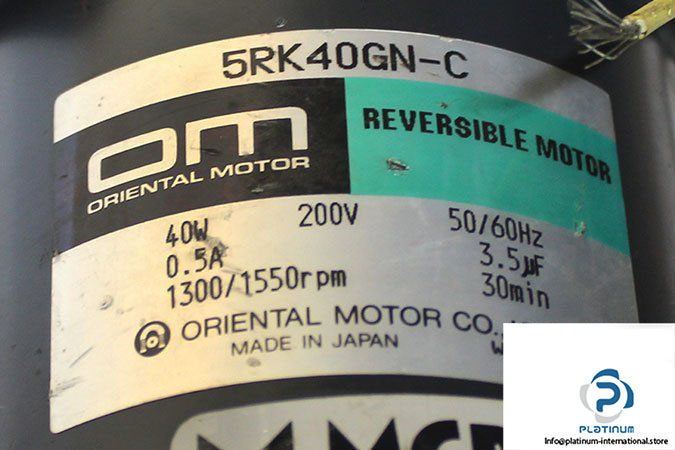 5RK40GN-C
OM
ORIENTAL MOTOR
REVERSIBLE MOTOR
40W 200V 50/60Hz
0.5A 3.5µF
1300/1550rpm 30min
ORIENTAL MOTOR CO.,
MADE IN JAPAN
PLATINUM
Info@platinum-international.store